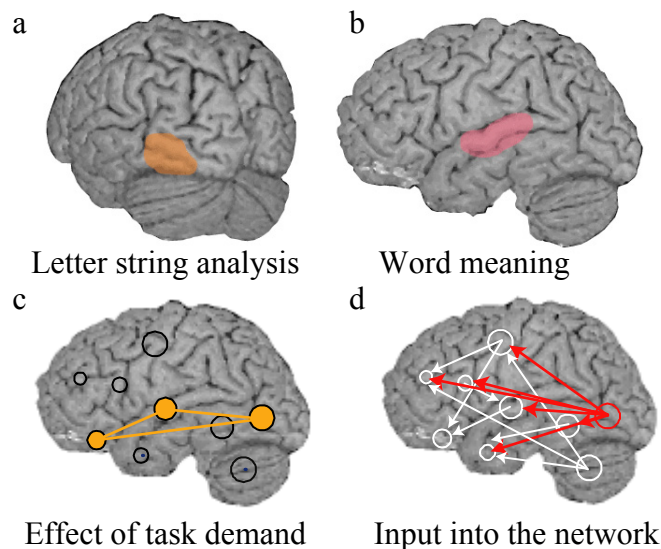 a
b
Letter string analysis
Word meaning
c
d
Effect of task demand
Input into the network